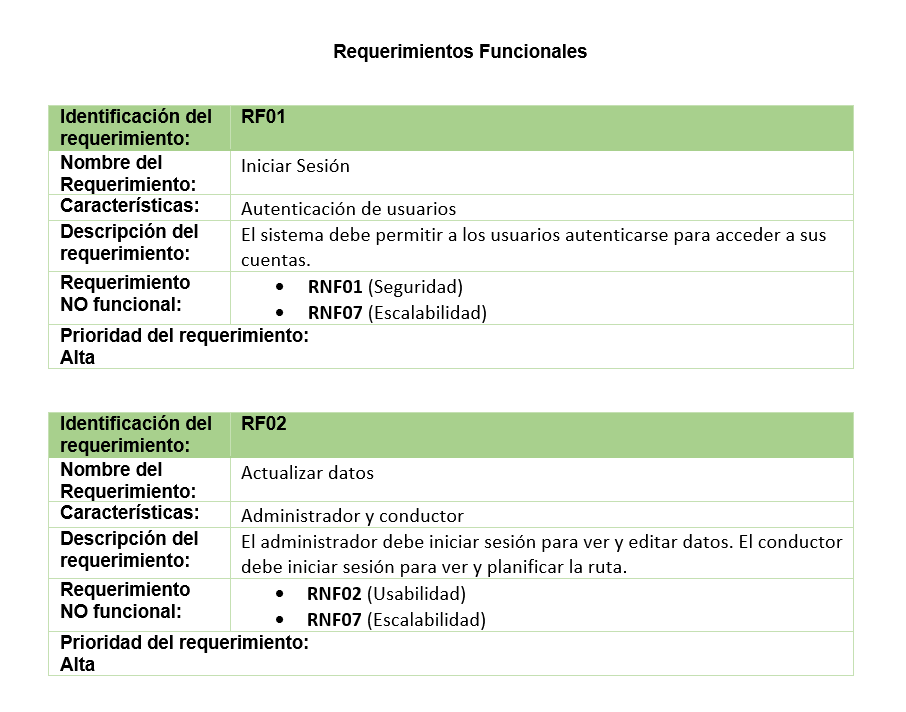 Requerimientos Funcionales
Identificación del
requerimiento:
RF01
Nombre del
Requerimiento:
Iniciar Sesión
Características:
Autenticación de usuarios
Descripción del
requerimiento:
El sistema debe permitir a los usuarios autenticarse para acceder a sus
cuentas.
Requerimiento
NO funcional:
• RNF01 (Seguridad)
• RNF07 (Escalabilidad)
Prioridad del requerimiento:
Alta
Identificación del
requerimiento:
RF02
Nombre del
Requerimiento:
Actualizar datos
Características:
Administrador y conductor
Descripción del
requerimiento:
El administrador debe iniciar sesión para ver y editar datos. El conductor
debe iniciar sesión para ver y planificar la ruta.
Requerimiento
NO funcional:
• RNF02 (Usabilidad)
• RNF07 (Escalabilidad)
Prioridad del requerimiento:
Alta